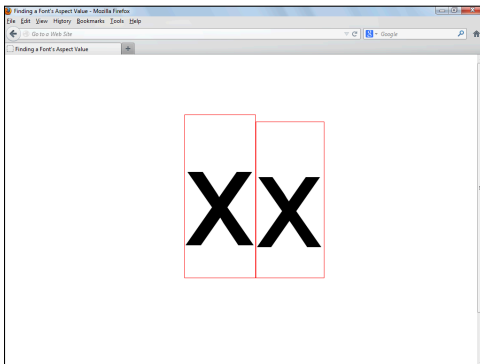 Finding a Font's Aspect Value - Mozilla Firefox
File Edit View History Bookmarks Tools Help
Go to a Web Site
Google
Finding a Font's Aspect Value
XX